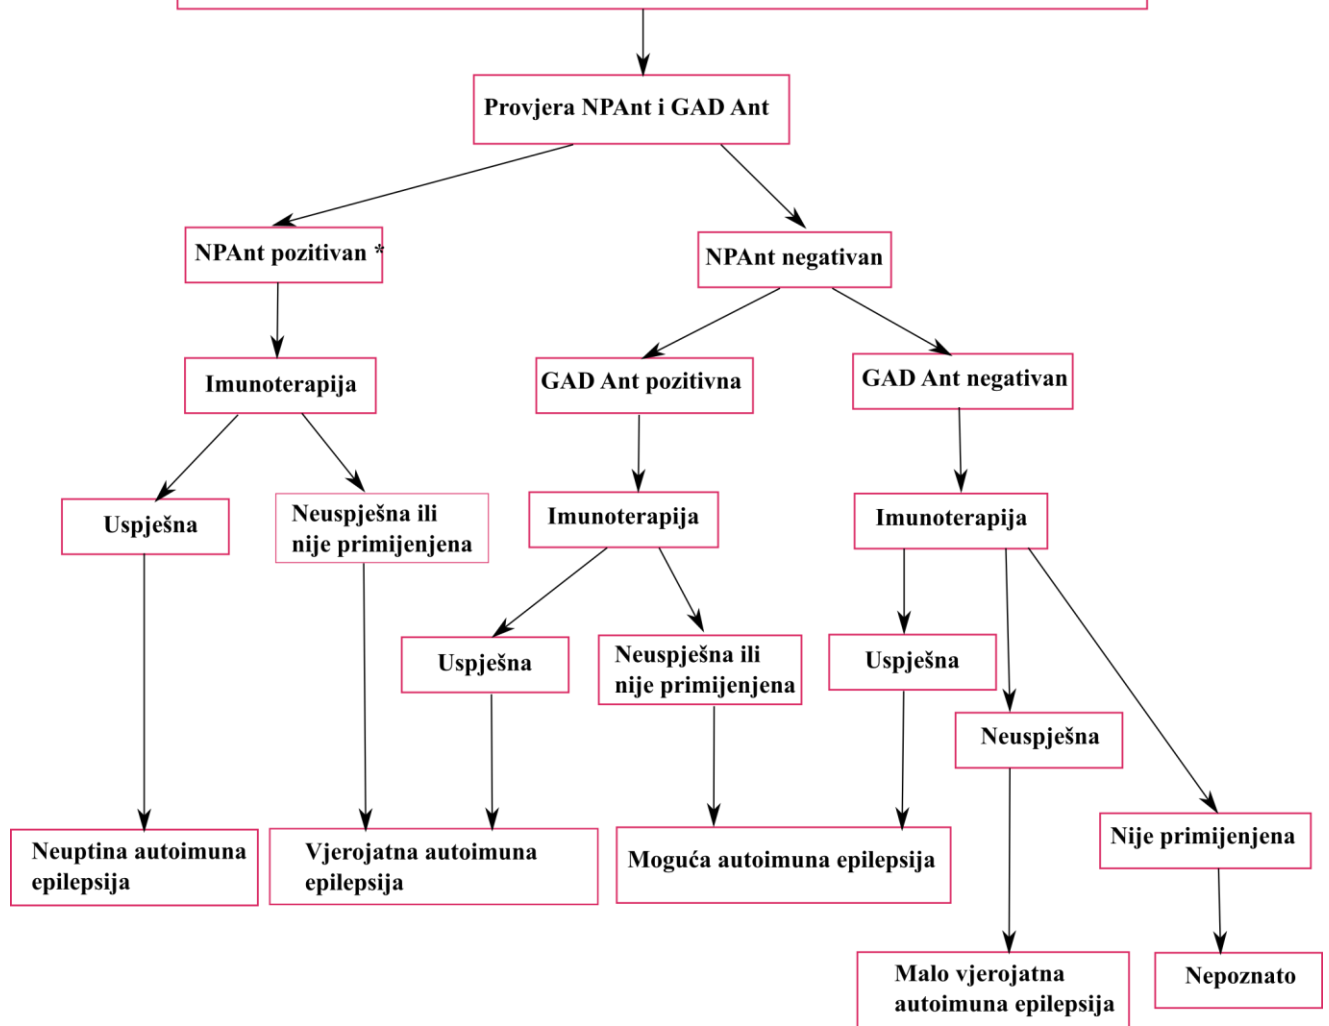 Provjera NPAnt i GAD Ant
NPAnt pozitivan *
NPAnt negativan
Imunoterapija
GAD Ant pozitivna
GAD Ant negativan
Uspješna
Neuspješna ili
nije primijenjena
Imunoterapija
Imunoterapija
Uspješna
Neuspješna ili
nije primijenjena
Uspješna
Neuspješna
Nije primijenjena
Neuptina autoimuna
epilepsija
Vjerojatna autoimuna
epilepsija
Moguća autoimuna epilepsija
Malo vjerojatna
autoimuna epilepsija
Nepoznato